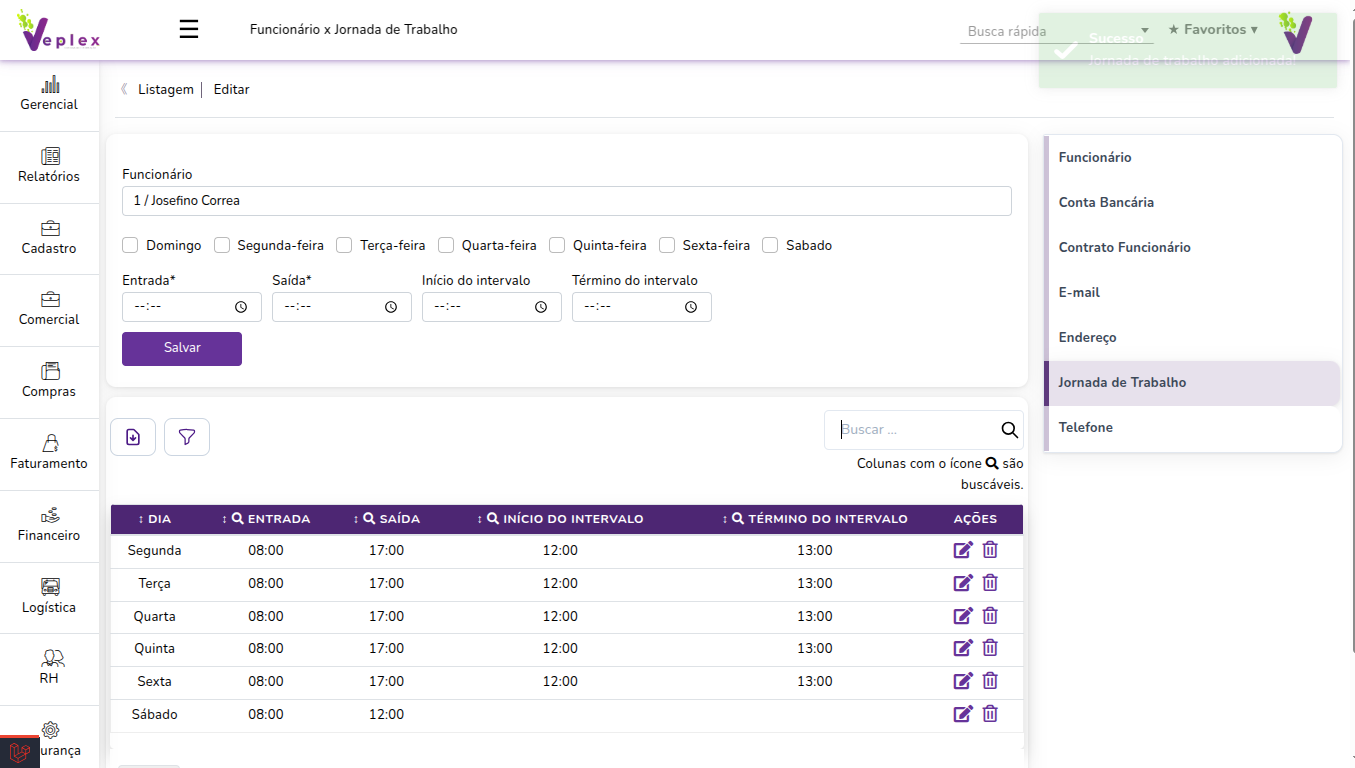 Veplex
Funcionário x Jornada de Trabalho
Busca rápida
★ Favoritos ▾
Sucesso
Jornada de trabalho adicionada!
Gerencial
Relatórios
Cadastro
Comercial
Compras
Faturamento
Financeiro
Logística
RH
urança
《 Listagem | Editar
Funcionário
1 / Josefino Correa
Domingo Segunda-feira Terça-feira Quarta-feira Quinta-feira Sexta-feira Sabado
Entrada* Saída* Início do intervalo Término do intervalo
--:-- --:-- --:-- --:--
Salvar
Buscar ...
Colunas com o ícone são
buscáveis.
↕ DIA ↕ ENTRADA ↕ SAÍDA ↕ INÍCIO DO INTERVALO ↕ TÉRMINO DO INTERVALO AÇÕES
Segunda 08:00 17:00 12:00 13:00
Terça 08:00 17:00 12:00 13:00
Quarta 08:00 17:00 12:00 13:00
Quinta 08:00 17:00 12:00 13:00
Sexta 08:00 17:00 12:00 13:00
Sábado 08:00 12:00
Funcionário
Conta Bancária
Contrato Funcionário
E-mail
Endereço
Jornada de Trabalho
Telefone